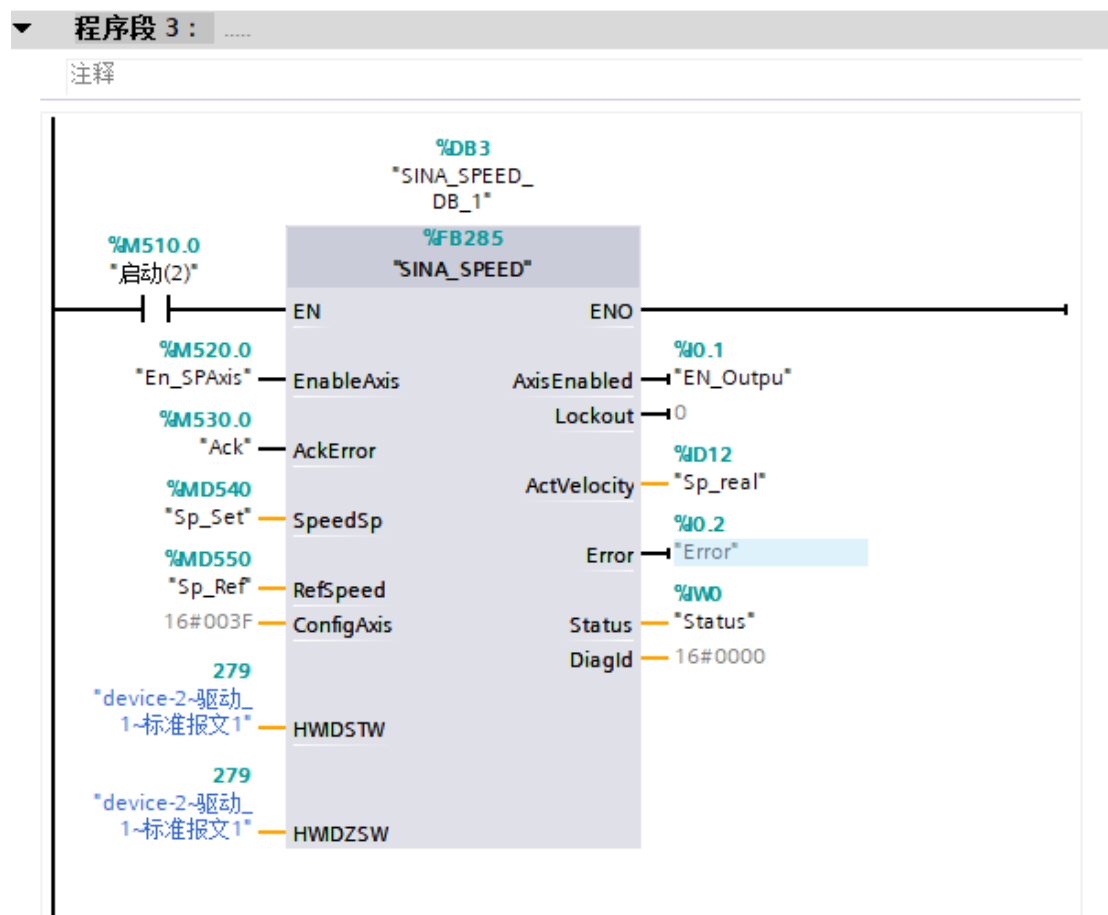 程序段 3： .....
注释
%DB3
"SINA_SPEED_
DB_1"
%FB285
"SINA_SPEED"
%M510.0
"启动(2)"
EN
ENO
%M520.0
"En_SPAxis"
EnableAxis
AxisEnabled
%I0.1
"EN_Outpu"
Lockout
0
%M530.0
"Ack"
AckError
%ID12
"Sp_real"
ActVelocity
%MD540
"Sp_Set"
SpeedSp
%I0.2
"Error"
Error
%MD550
"Sp_Ref"
RefSpeed
%IW0
"Status"
16#003F
ConfigAxis
Status
DiagId
16#0000
279
"device-2~驱动_
1~标准报文1"
HWIDSTW
279
"device-2~驱动_
1~标准报文1"
HWIDZSW